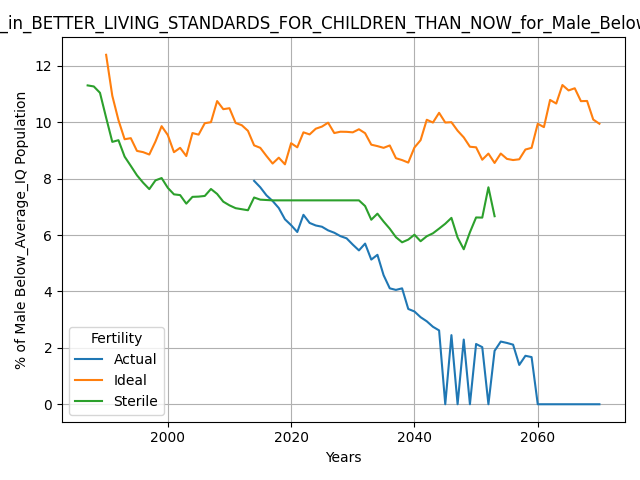 _in_BETTER_LIVING_STANDARDS_FOR_CHILDREN_THAN_NOW_for_Male_Below
% of Male Below_Average_IQ Population
12
10
8
6
4
2
0
Fertility
Actual
Ideal
Sterile
2000
2020
2040
2060
Years